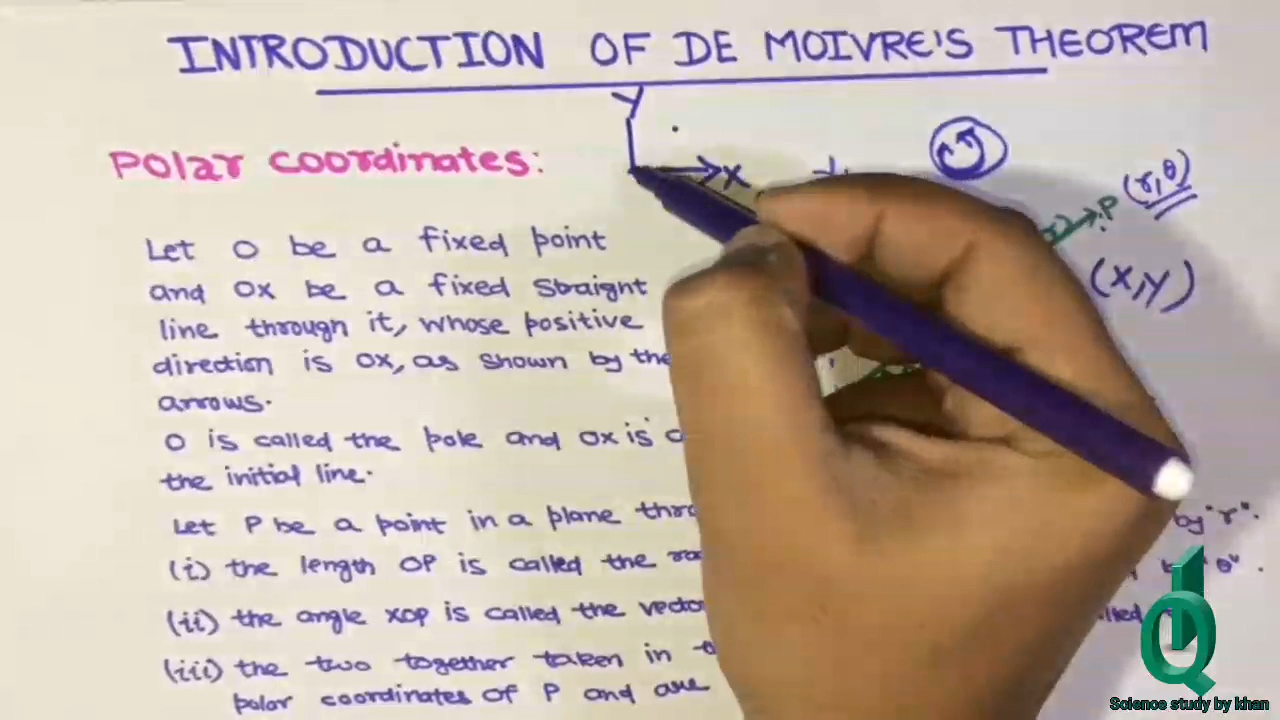 INTRODUCTION OF DE MOIVRE'S THEOREM
Y
X
Polar coordinates:
(r,θ)
P
(X,Y)
Let O be a fixed point
and OX be a fixed straight
line through it, whose positive
direction is OX, as shown by the
arrows.
O is called the pole and OX is
the initial line.
Let P be a point in a plane
by "r".
(i) the length OP is called the
"θ".
(ii) the angle XOP is called the
(iii) the two together taken in
polar coordinates of P and are
Science study by khan